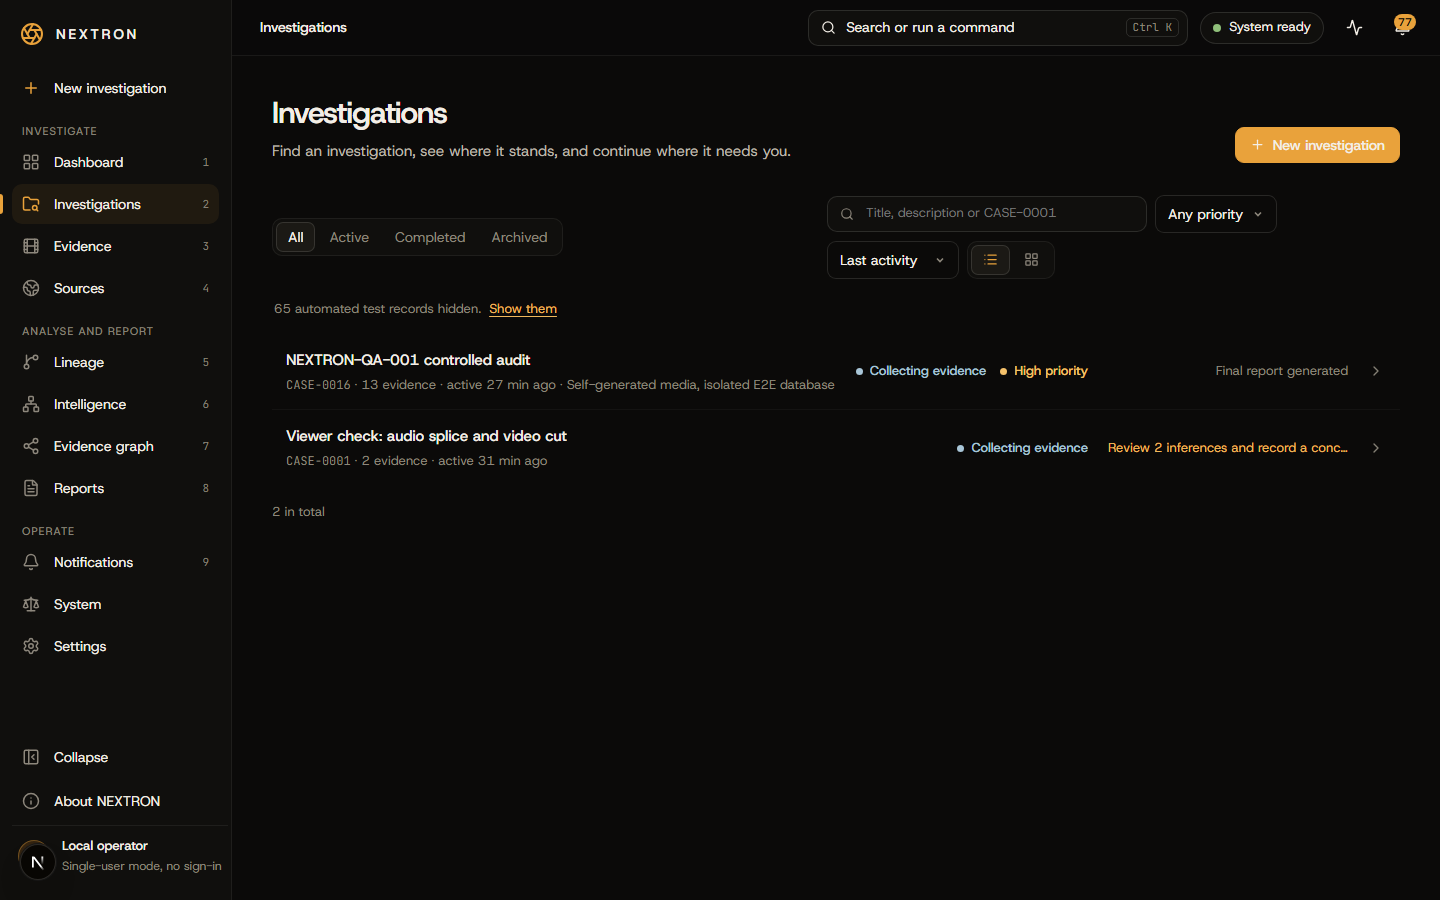 NEXTRON
New investigation
INVESTIGATE
Dashboard 1
Investigations 2
Evidence 3
Sources 4
ANALYSE AND REPORT
Lineage 5
Intelligence 6
Evidence graph 7
Reports 8
OPERATE
Notifications 9
System
Settings
Collapse
About NEXTRON
N
Local operator
Single-user mode, no sign-in
Investigations
Search or run a command Ctrl K
System ready
77
Investigations
Find an investigation, see where it stands, and continue where it needs you.
+ New investigation
All Active Completed Archived
Title, description or CASE-0001
Any priority
Last activity
65 automated test records hidden. Show them
NEXTRON-QA-001 controlled audit
CASE-0016 · 13 evidence · active 27 min ago · Self-generated media, isolated E2E database
Collecting evidence High priority Final report generated
Viewer check: audio splice and video cut
CASE-0001 · 2 evidence · active 31 min ago
Collecting evidence Review 2 inferences and record a conc…
2 in total